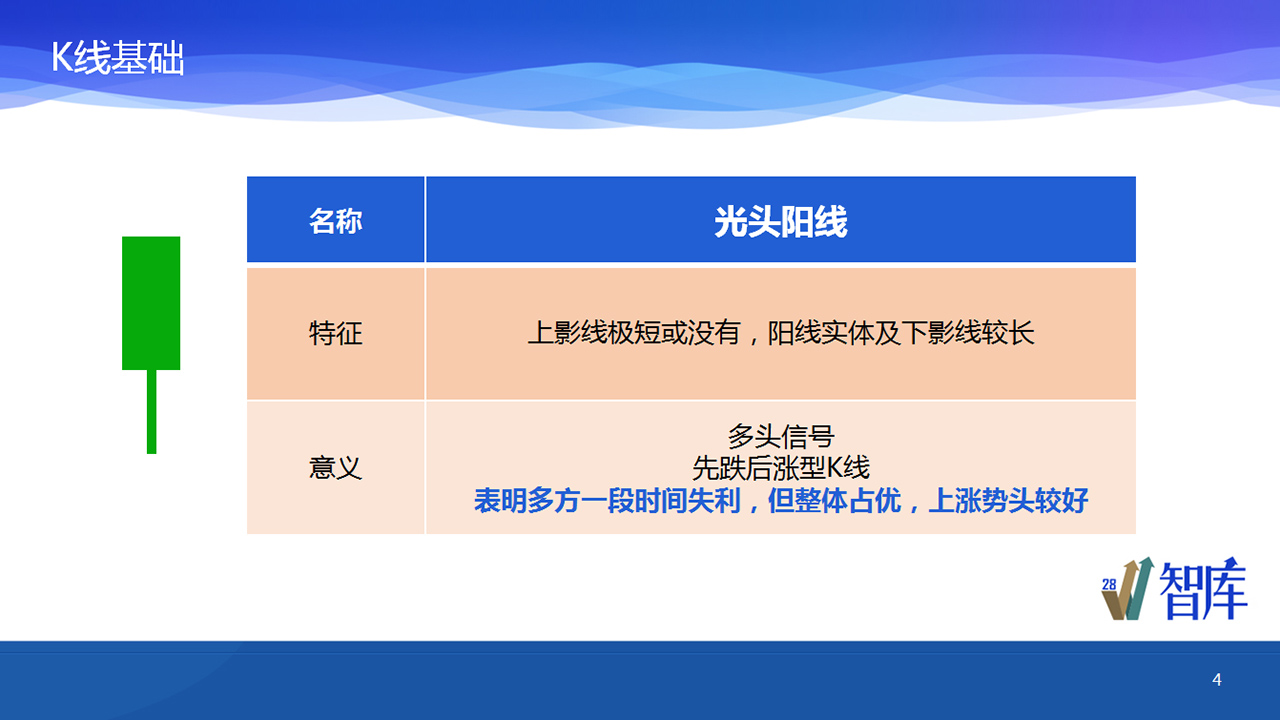 K线基础
名称
光头阳线
特征
上影线极短或没有，阳线实体及下影线较长
意义
多头信号
先跌后涨型K线
表明多方一段时间失利，但整体占优，上涨势头较好
28
智库
4